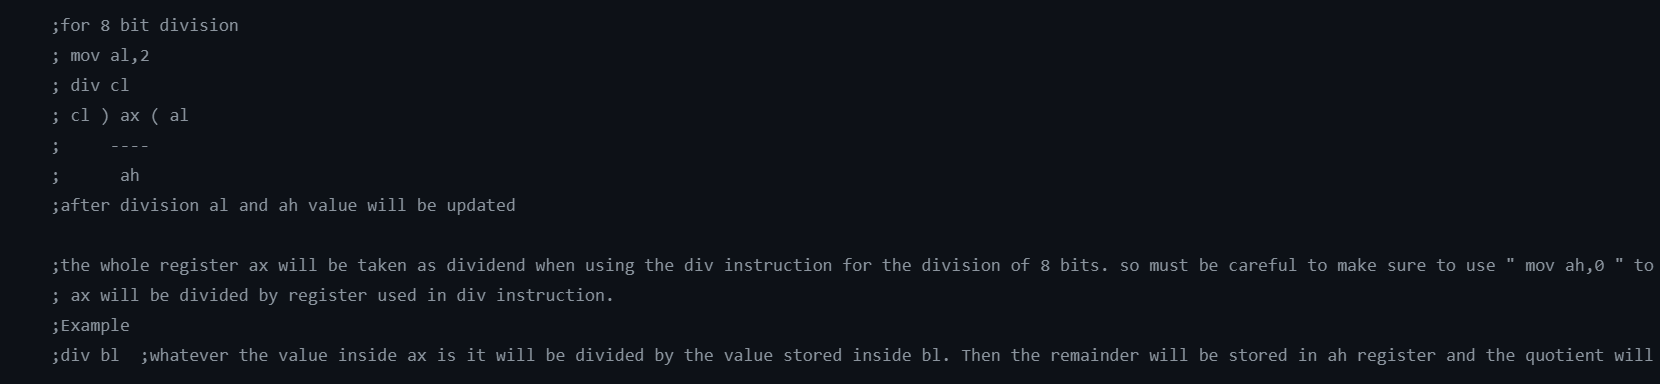 ;for 8 bit division
; mov al,2
; div cl
; cl ) ax ( al
;     ----
;      ah
;after division al and ah value will be updated
;the whole register ax will be taken as dividend when using the div instruction for the division of 8 bits. so must be careful to make sure to use " mov ah,0 " to
; ax will be divided by register used in div instruction.
;Example
;div bl  ;whatever the value inside ax is it will be divided by the value stored inside bl. Then the remainder will be stored in ah register and the quotient will